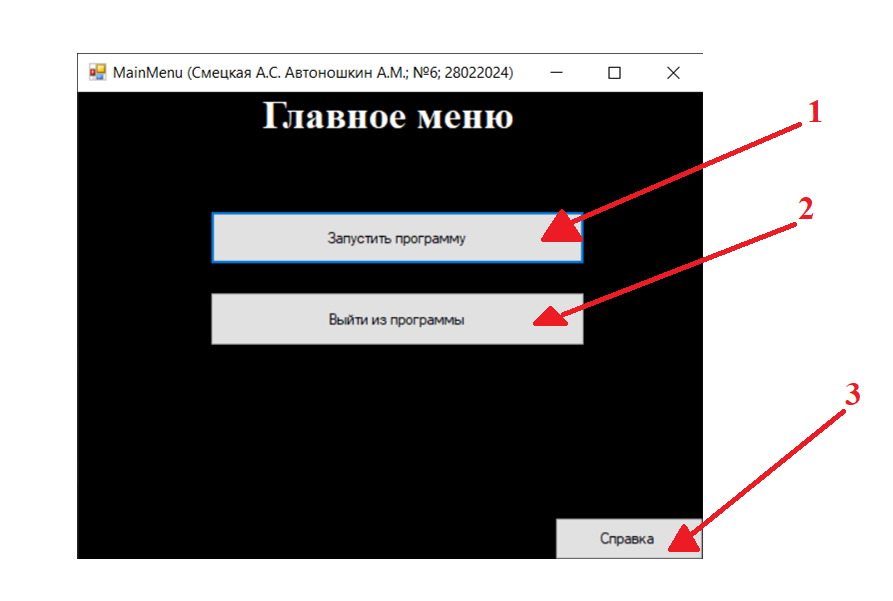 MainMenu (Смецкая А.С. Автоношкин А.М.; №6; 28022024)
Главное меню
1
Запустить программу
2
Выйти из программы
3
Справка